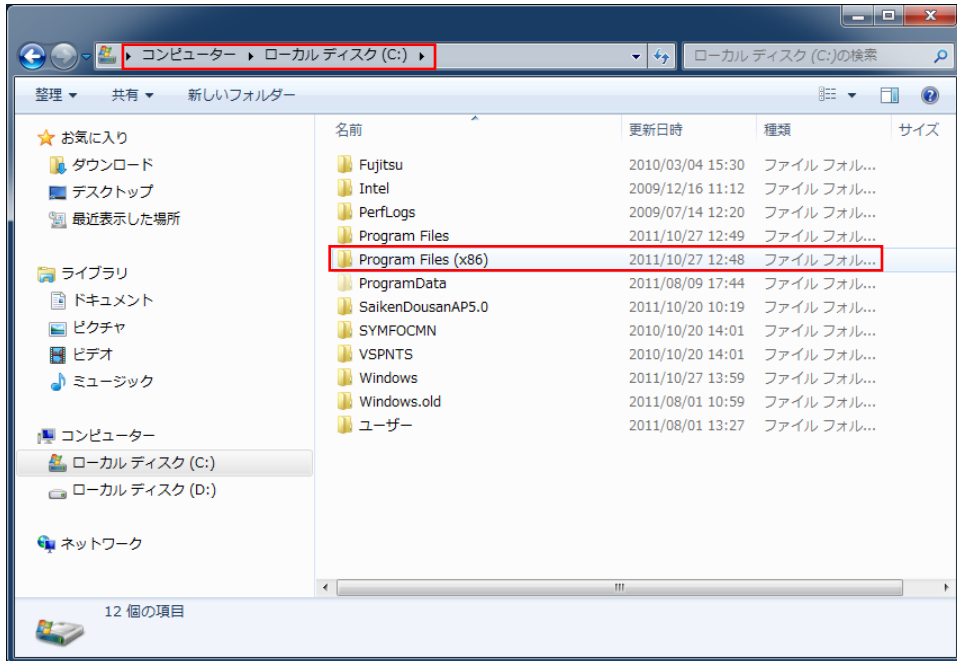 コンピューター ローカル ディスク (C:) ローカル ディスク (C:)の検索
整理 共有 新しいフォルダー
お気に入り
ダウンロード
デスクトップ
最近表示した場所
ライブラリ
ドキュメント
ピクチャ
ビデオ
ミュージック
コンピューター
ローカル ディスク (C:)
ローカル ディスク (D:)
ネットワーク
名前 更新日時 種類 サイズ
Fujitsu 2010/03/04 15:30 ファイル フォル...
Intel 2009/12/16 11:12 ファイル フォル...
PerfLogs 2009/07/14 12:20 ファイル フォル...
Program Files 2011/10/27 12:49 ファイル フォル...
Program Files (x86) 2011/10/27 12:48 ファイル フォル...
ProgramData 2011/08/09 17:44 ファイル フォル...
SaikenDousanAP5.0 2011/10/20 10:19 ファイル フォル...
SYMFOCMN 2010/10/20 14:01 ファイル フォル...
VSPNTS 2010/10/20 14:01 ファイル フォル...
Windows 2011/10/27 13:59 ファイル フォル...
Windows.old 2011/08/01 10:59 ファイル フォル...
ユーザー 2011/08/01 13:27 ファイル フォル...
12 個の項目